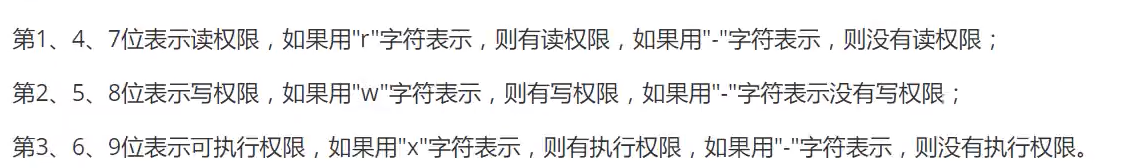 第1、4、7位表示读权限，如果用"r"字符表示，则有读权限，如果用"-"字符表示，则没有读权限；
第2、5、8位表示写权限，如果用"w"字符表示，则有写权限，如果用"-"字符表示没有写权限；
第3、6、9位表示可执行权限，如果用"x"字符表示，则有执行权限，如果用"-"字符表示，则没有执行权限。